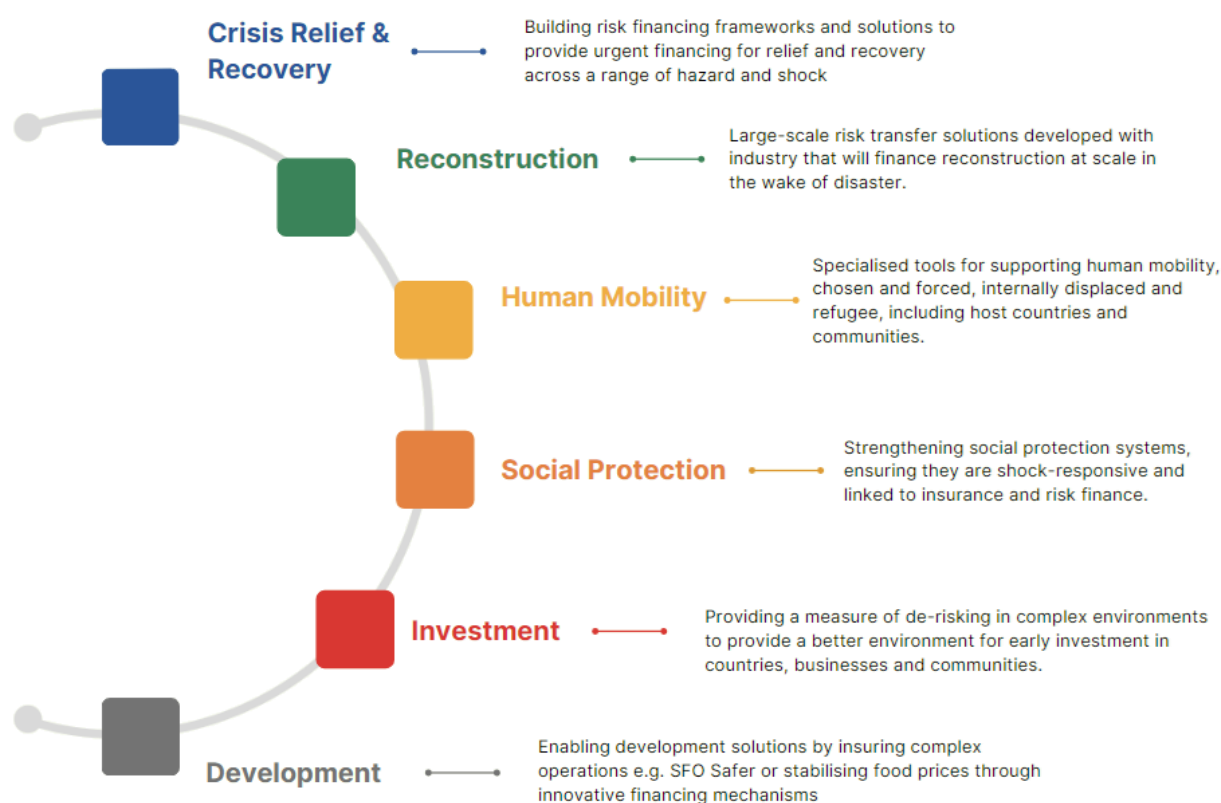 Crisis Relief &
Recovery
Building risk financing frameworks and solutions to
provide urgent financing for relief and recovery
across a range of hazard and shock
Reconstruction
Large-scale risk transfer solutions developed with
industry that will finance reconstruction at scale in
the wake of disaster.
Human Mobility
Specialised tools for supporting human mobility,
chosen and forced, internally displaced and
refugee, including host countries and
communities.
Social Protection
Strengthening social protection systems,
ensuring they are shock-responsive and
linked to insurance and risk finance.
Investment
Providing a measure of de-risking in complex environments
to provide a better environment for early investment in
countries, businesses and communities.
Development
Enabling development solutions by insuring complex
operations e.g. SFO Safer or stabilising food prices through
innovative financing mechanisms